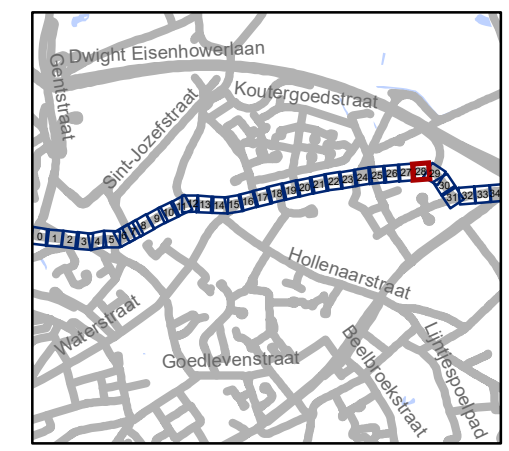 Dwight Eisenhowerlaan
Gentstraat
Koutergoedstraat
Sint-Jozefstraat
0 1 2 3 4 5 6 7 8 9 10 11 12 13 14 15 16 17 18 19 20 21 22 23 24 25 26 27 28 29 30 31 32 33 34
Hollenaarstraat
Waterstraat
Goedlevenstraat
Beelbroekstraat
Lijntjespoelpad